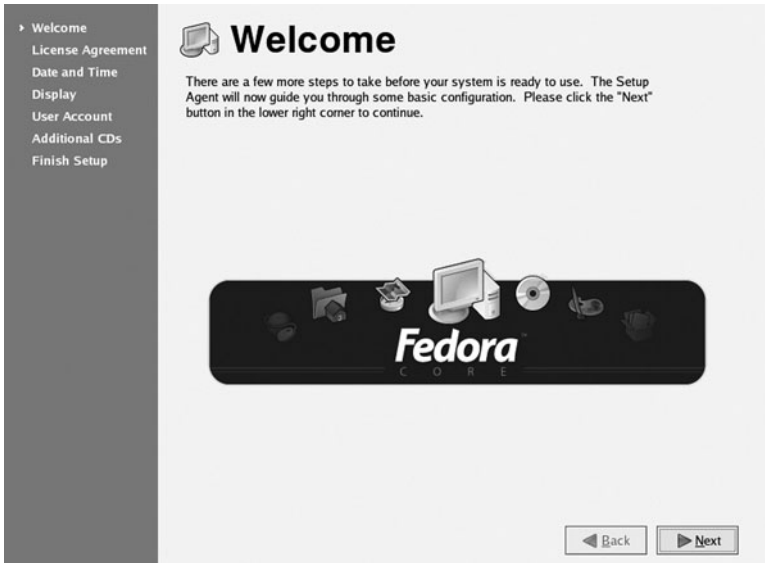 Welcome
License Agreement
Date and Time
Display
User Account
Additional CDs
Finish Setup
Welcome
There are a few more steps to take before your system is ready to use. The Setup
Agent will now guide you through some basic configuration. Please click the "Next"
button in the lower right corner to continue.
Fedora™
CORE
Back
Next